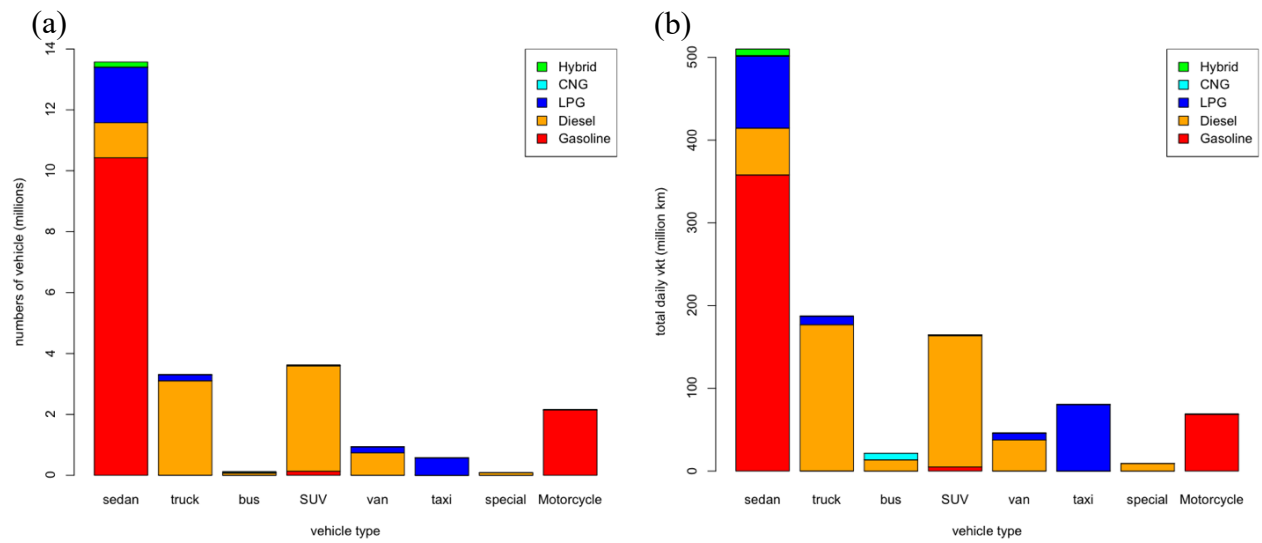 (a)
numbers of vehicle (millions)
14
12
10
8
6
4
2
0
Hybrid
CNG
LPG
Diesel
Gasoline
sedan truck bus SUV van taxi special Motorcycle
vehicle type
(b)
total daily vkt (million km)
500
400
300
200
100
0
Hybrid
CNG
LPG
Diesel
Gasoline
sedan truck bus SUV van taxi special Motorcycle
vehicle type